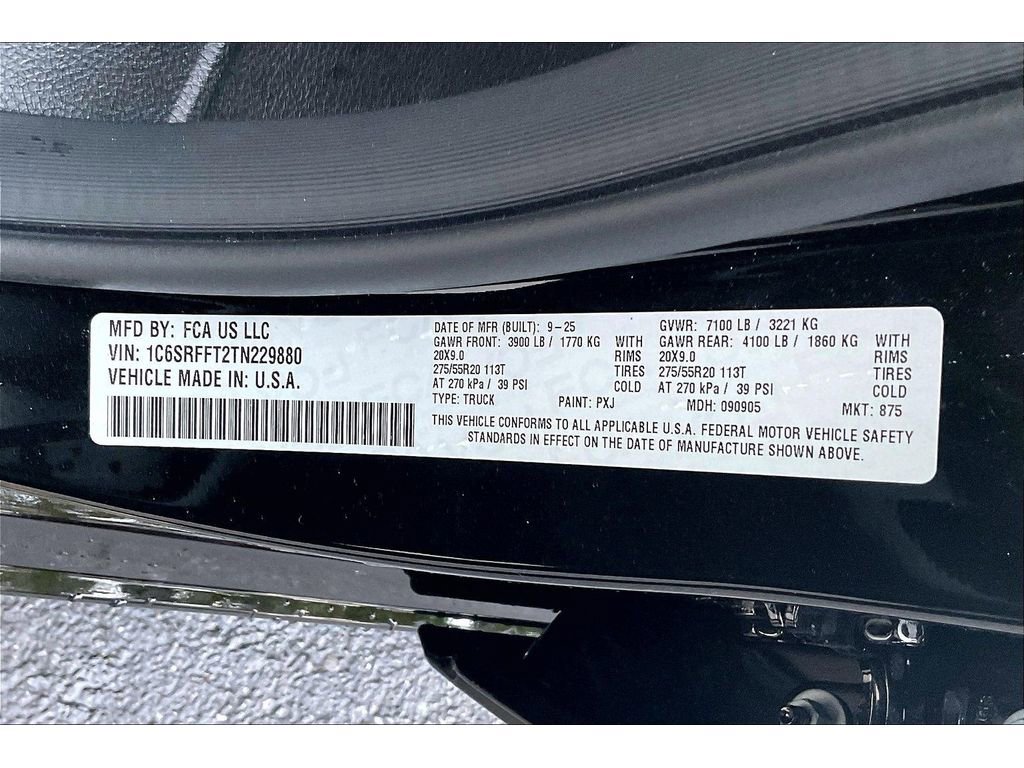 MFD BY: FCA US LLC
VIN: 1C6SRFFT2TN229880
VEHICLE MADE IN: U.S.A.
DATE OF MFR (BUILT): 9-25
GAWR FRONT: 3900 LB / 1770 KG WITH
20X9.0 RIMS
275/55R20 113T TIRES
AT 270 kPa / 39 PSI COLD
TYPE: TRUCK PAINT: PXJ
GVWR: 7100 LB / 3221 KG
GAWR REAR: 4100 LB / 1860 KG WITH
20X9.0 RIMS
275/55R20 113T TIRES
AT 270 kPa / 39 PSI COLD
MDH: 090905 MKT: 875
THIS VEHICLE CONFORMS TO ALL APPLICABLE U.S.A. FEDERAL MOTOR VEHICLE SAFETY
STANDARDS IN EFFECT ON THE DATE OF MANUFACTURE SHOWN ABOVE.